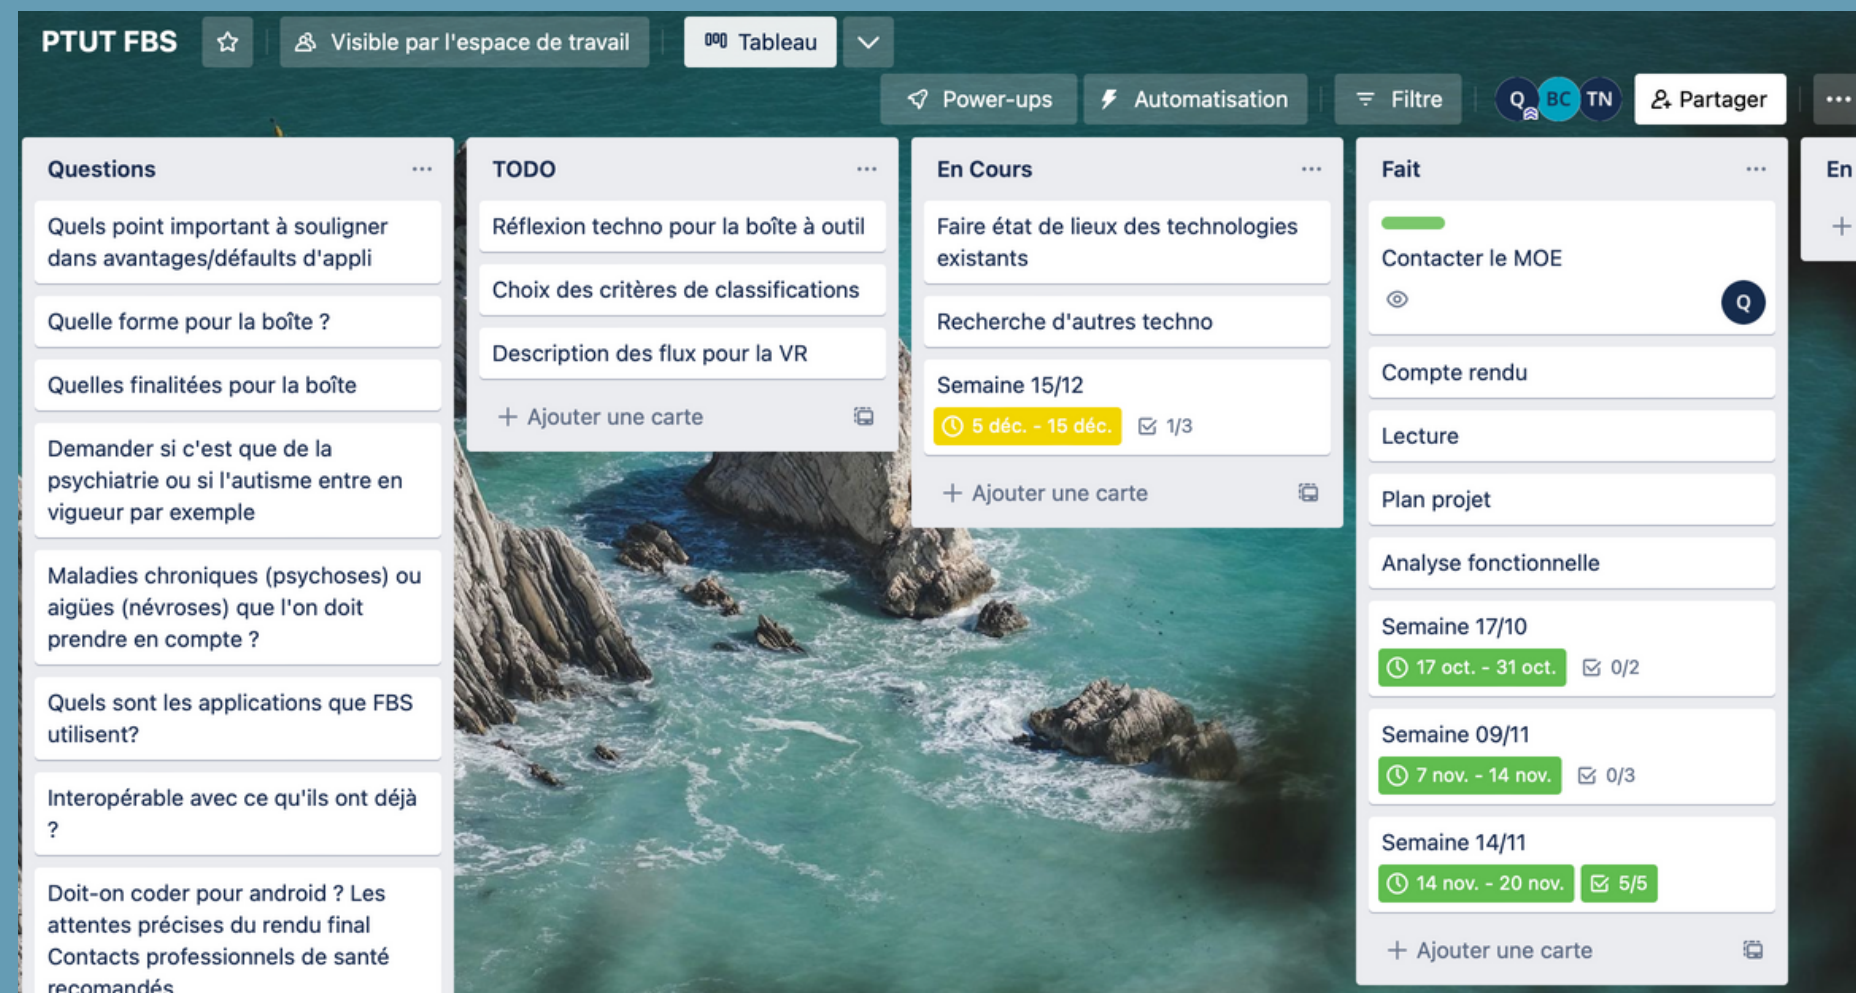 PTUT FBS
Visible par l'espace de travail
Tableau
Power-ups
Automatisation
Filtre
Q
BC
TN
Partager
Questions
Quels point important à souligner
dans avantages/défaults d'appli
Quelle forme pour la boîte ?
Quelles finalitées pour la boîte
Demander si c'est que de la
psychiatrie ou si l'autisme entre en
vigueur par exemple
Maladies chroniques (psychoses) ou
aigües (névroses) que l'on doit
prendre en compte ?
Quels sont les applications que FBS
utilisent?
Interopérable avec ce qu'ils ont déjà
?
Doit-on coder pour android ? Les
attentes précises du rendu final
Contacts professionnels de santé
recomandés
TODO
Réflexion techno pour la boîte à outil
Choix des critères de classifications
Description des flux pour la VR
+ Ajouter une carte
En Cours
Faire état de lieux des technologies
existants
Recherche d'autres techno
Semaine 15/12
5 déc. - 15 déc.
1/3
+ Ajouter une carte
Fait
Contacter le MOE
Q
Compte rendu
Lecture
Plan projet
Analyse fonctionnelle
Semaine 17/10
17 oct. - 31 oct.
0/2
Semaine 09/11
7 nov. - 14 nov.
0/3
Semaine 14/11
14 nov. - 20 nov.
5/5
+ Ajouter une carte
En
+